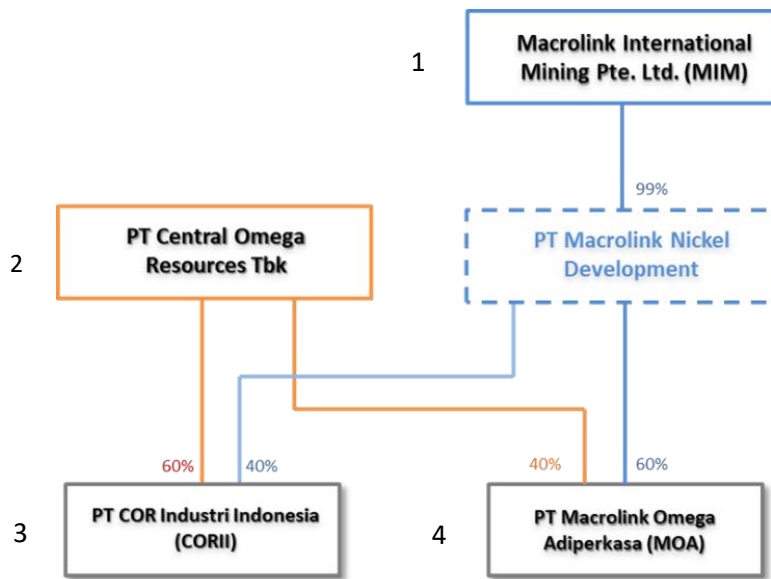 1
Macrolink International
Mining Pte. Ltd. (MIM)
99%
2
PT Central Omega
Resources Tbk
PT Macrolink Nickel
Development
60%
40%
40%
60%
3
PT COR Industri Indonesia
(CORII)
4
PT Macrolink Omega
Adiperkasa (MOA)